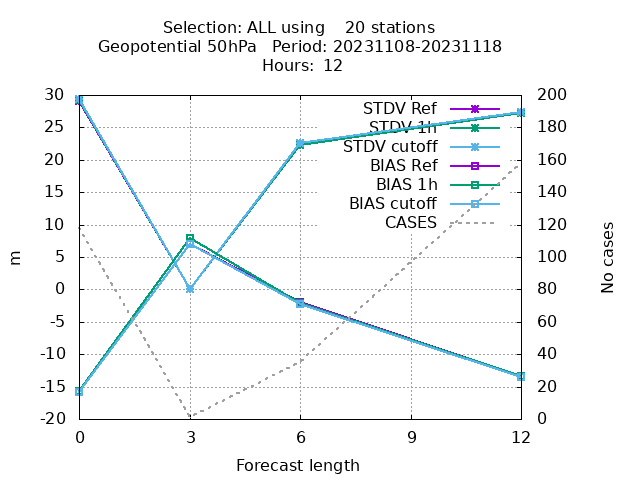 Selection: ALL using    20 stations
Geopotential 50hPa   Period: 20231108-20231118
Hours: 12
30
25
20
15
10
5
0
-5
-10
-15
-20
m
200
180
160
140
120
100
80
60
40
20
0
No cases
STDV Ref
STDV 1h
STDV cutoff
BIAS Ref
BIAS 1h
BIAS cutoff
CASES
0 3 6 9 12
Forecast length